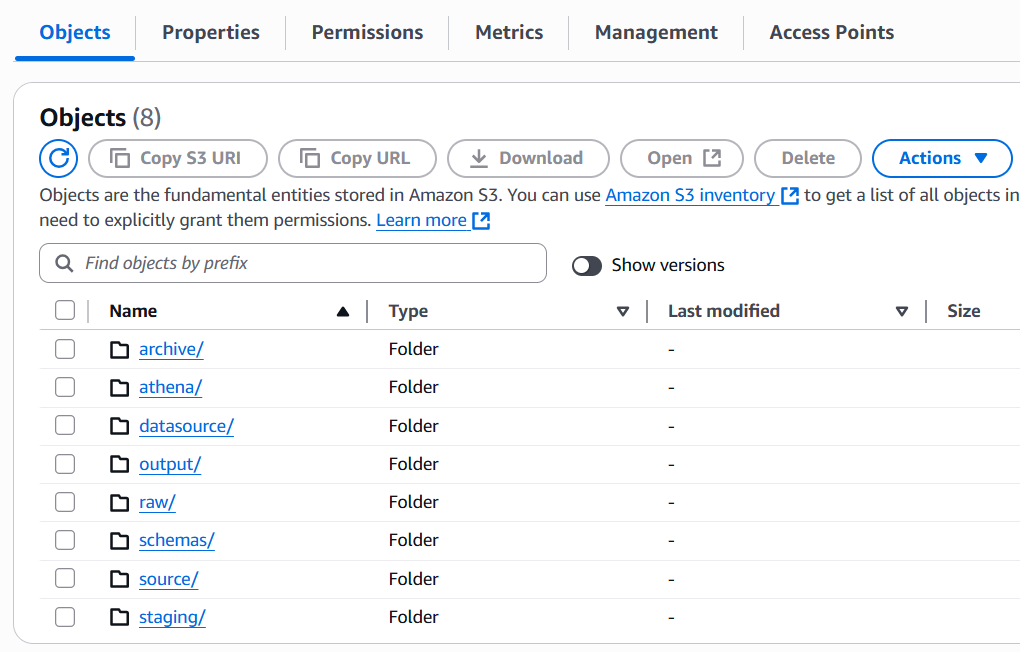 Objects Properties Permissions Metrics Management Access Points
Objects (8)
Copy S3 URI Copy URL Download Open Delete Actions
Objects are the fundamental entities stored in Amazon S3. You can use Amazon S3 inventory to get a list of all objects in
need to explicitly grant them permissions. Learn more
Find objects by prefix Show versions
Name Type Last modified Size
archive/ Folder -
athena/ Folder -
datasource/ Folder -
output/ Folder -
raw/ Folder -
schemas/ Folder -
source/ Folder -
staging/ Folder -